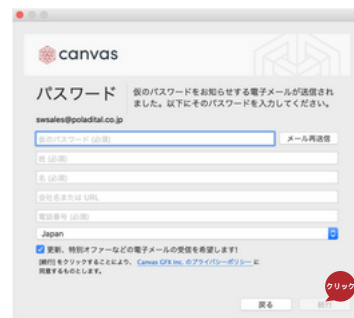 canvas
パスワード
仮のパスワードをお知らせする電子メールが送信され
ました。以下にそのパスワードを入力してください。
swsales@poladital.co.jp
仮のパスワード (必須)
メール再送信
姓 (必須)
名 (必須)
会社名または URL
電話番号 (必須)
Japan
更新、特別オファーなどの電子メールの受信を希望します!
[続行] をクリックすることにより、 Canvas GFX Inc. のプライバシーポリシー に
同意するものとします。
クリック
戻る
続行